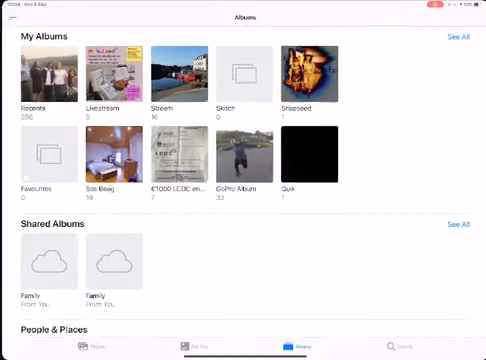 Albums
My Albums
See All
Recents
Livestream
Stream
Skitch
Snapseed
256
5
16
0
1
Favourites
Sos Beag
€1000 LCDC en...
GoPro Album
Quik
0
19
7
33
1
Shared Albums
See All
Family
Family
From You
From You
People & Places
Photos
For You
Albums
Search